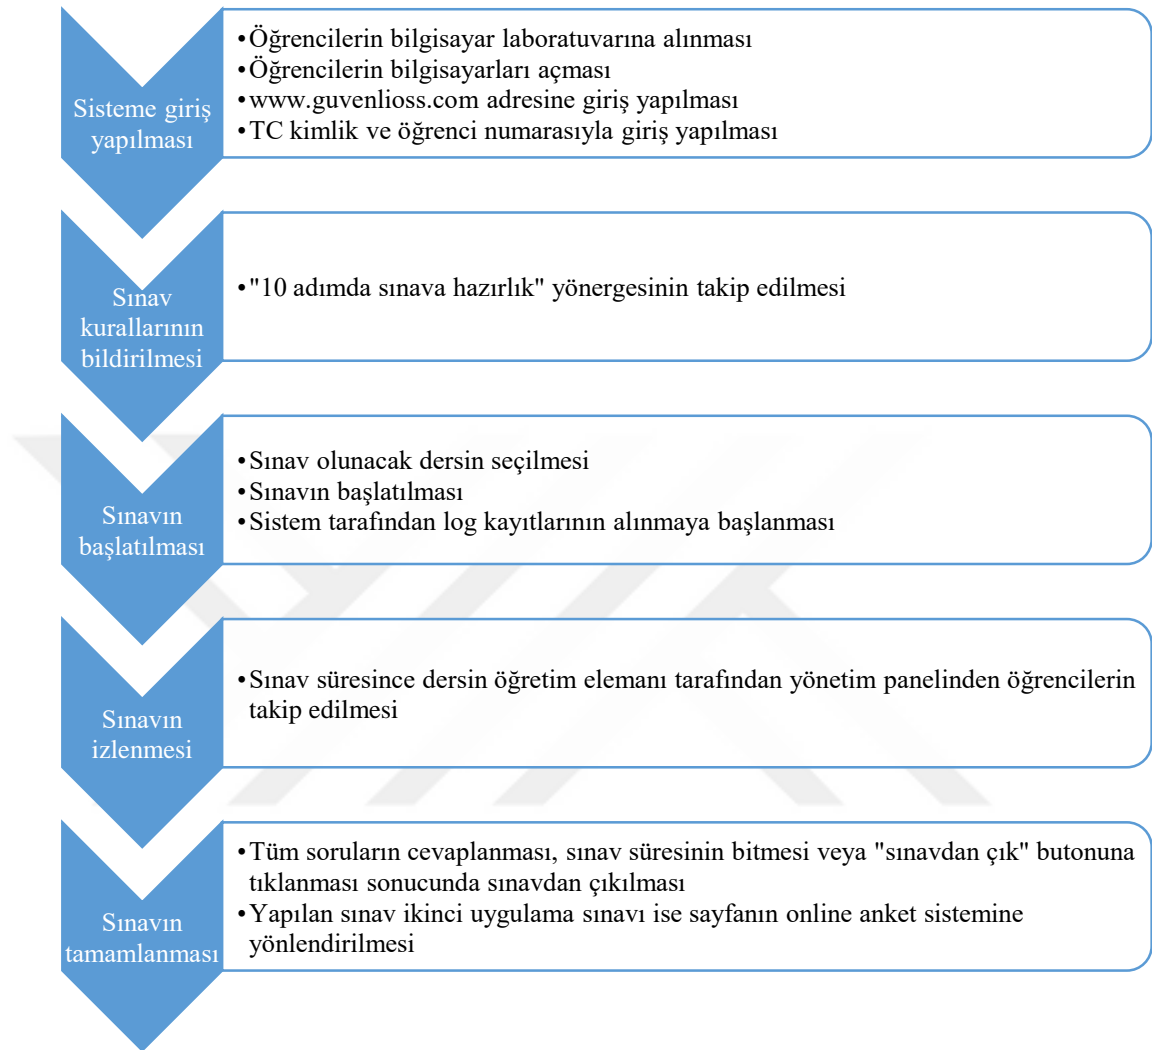 Sisteme giriş
yapılması
•Öğrencilerin bilgisayar laboratuvarına alınması
•Öğrencilerin bilgisayarları açması
•www.guvenlioss.com adresine giriş yapılması
•TC kimlik ve öğrenci numarasıyla giriş yapılması
Sınav
kurallarının
bildirilmesi
•"10 adımda sınava hazırlık" yönergesinin takip edilmesi
Sınavın
başlatılması
•Sınav olunacak dersin seçilmesi
•Sınavın başlatılması
•Sistem tarafından log kayıtlarının alınmaya başlanması
Sınavın
izlenmesi
•Sınav süresince dersin öğretim elemanı tarafından yönetim panelinden öğrencilerin
takip edilmesi
Sınavın
tamamlanması
•Tüm soruların cevaplanması, sınav süresinin bitmesi veya "sınavdan çık" butonuna
tıklanması sonucunda sınavdan çıkılması
•Yapılan sınav ikinci uygulama sınavı ise sayfanın online anket sistemine
yönlendirilmesi